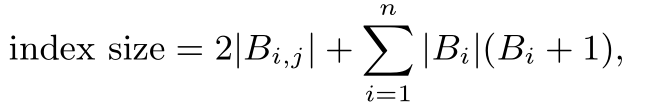 index size = 2|B_{i,j}| + \sum_{i=1}^{n} |B_i|(B_i + 1),